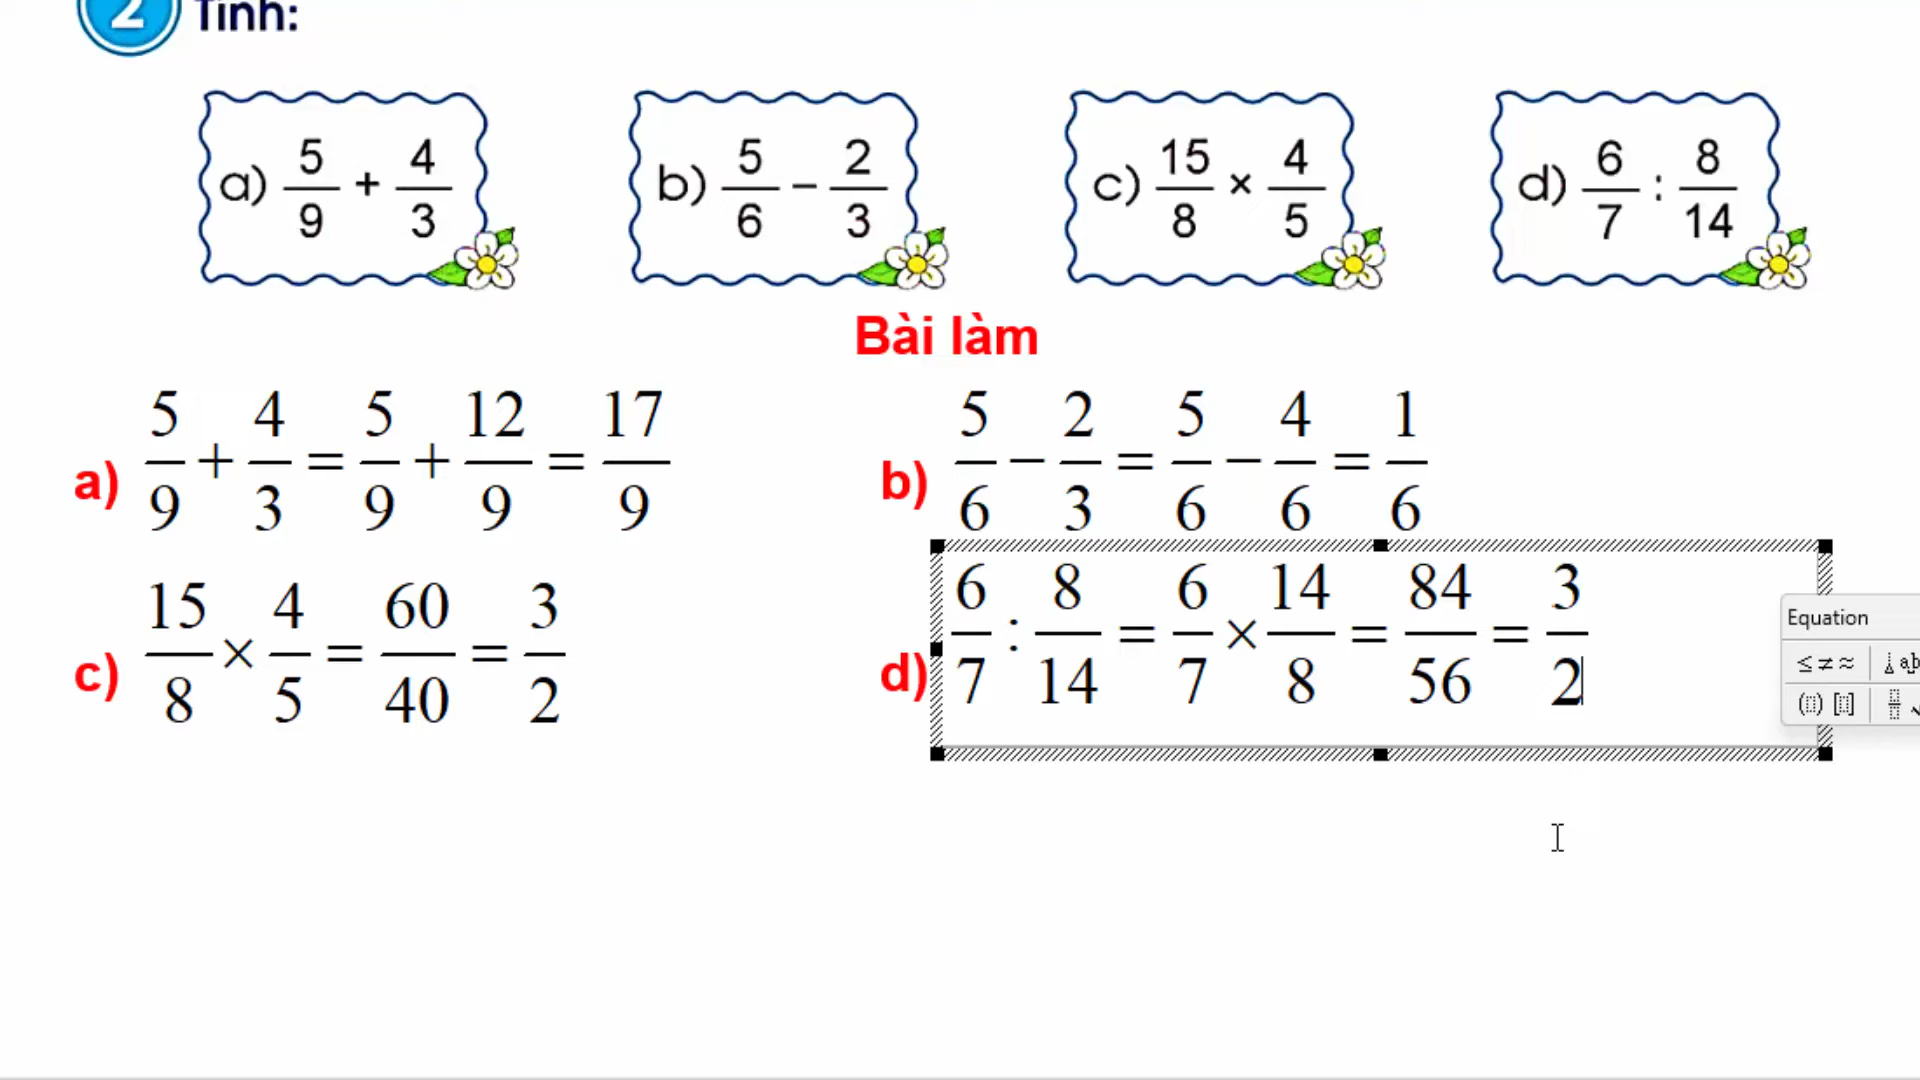 2 Tính:
a) 5/9 + 4/3
b) 5/6 − 2/3
c) 15/8 × 4/5
d) 6/7 : 8/14
Bài làm
a) 5/9 + 4/3 = 5/9 + 12/9 = 17/9
b) 5/6 − 2/3 = 5/6 − 4/6 = 1/6
c) 15/8 × 4/5 = 60/40 = 3/2
d) 6/7 : 8/14 = 6/7 × 14/8 = 84/56 = 3/2
Equation
≤ ≠ ≈